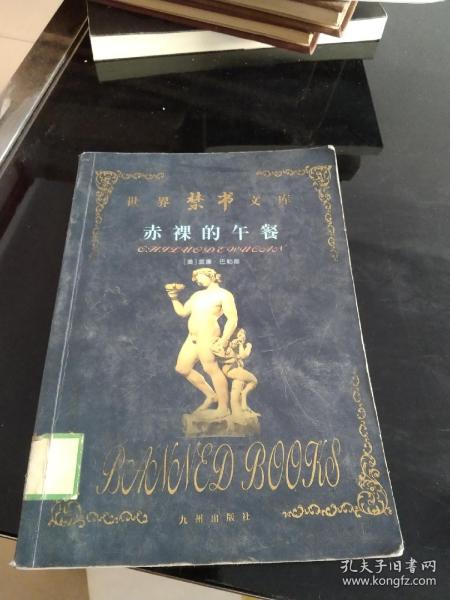 世界禁书文库
赤裸的午餐
CHILUODEWUCAN
[美]威廉·巴勒斯
BANNED BOOKS
九州出版社
孔夫子旧书网
www.kongfz.com